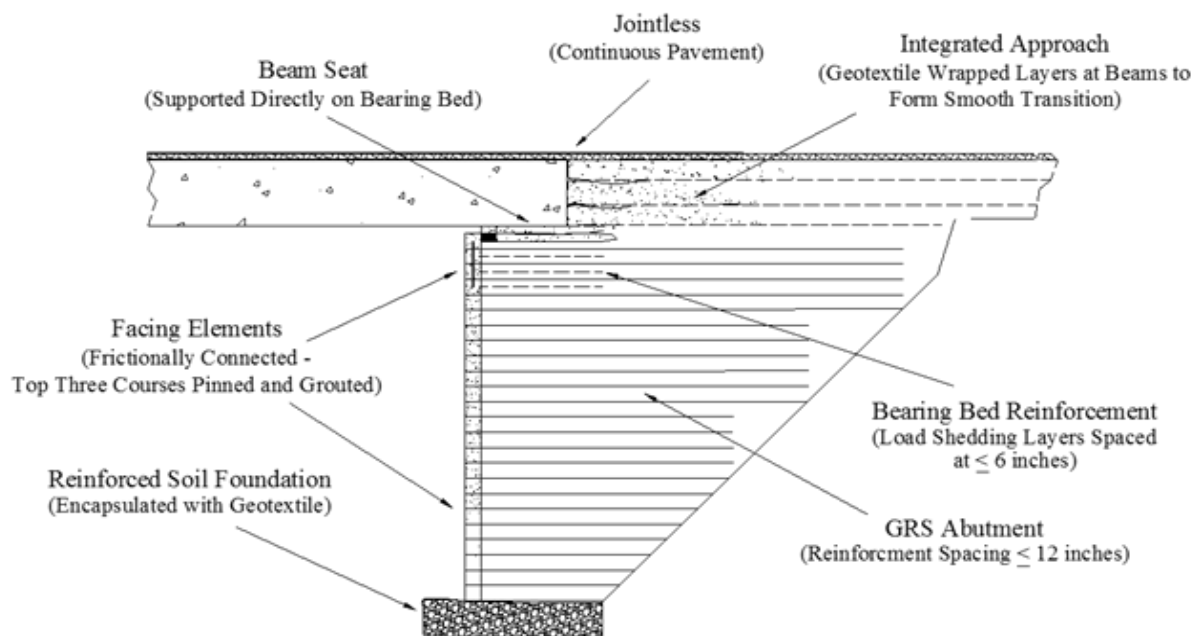 Jointless
(Continuous Pavement)
Integrated Approach
(Geotextile Wrapped Layers at Beams to
Form Smooth Transition)
Beam Seat
(Supported Directly on Bearing Bed)
Facing Elements
(Frictionally Connected -
Top Three Courses Pinned and Grouted)
Bearing Bed Reinforcement
(Load Shedding Layers Spaced
at ≤ 6 inches)
Reinforced Soil Foundation
(Encapsulated with Geotextile)
GRS Abutment
(Reinforcment Spacing ≤ 12 inches)